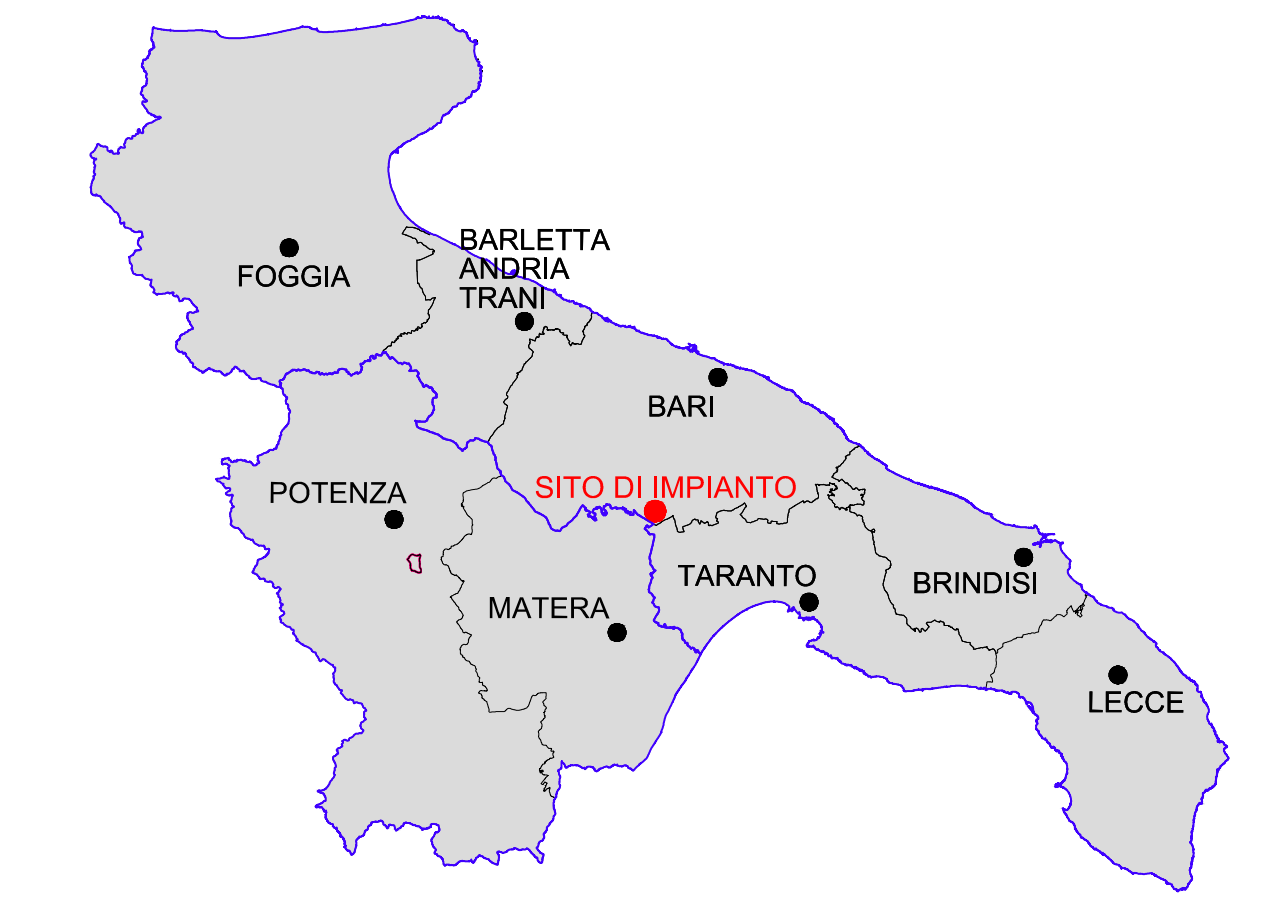 BARLETTA
ANDRIA
TRANI
FOGGIA
BARI
SITO DI IMPIANTO
POTENZA
TARANTO
BRINDISI
MATERA
LECCE